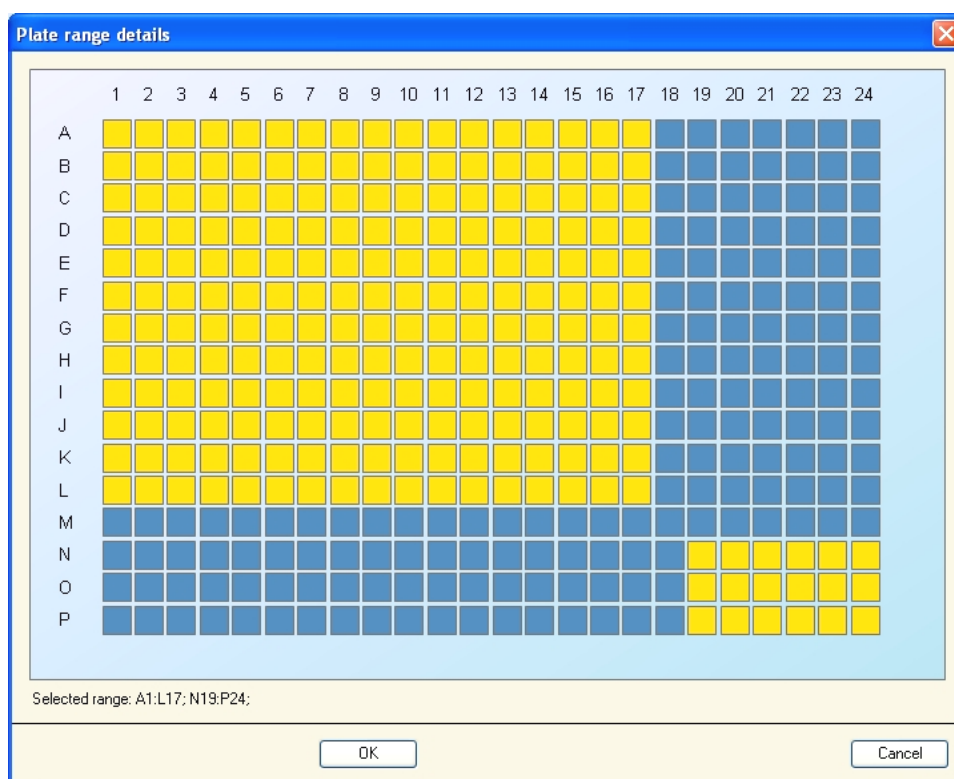 Plate range details
1 2 3 4 5 6 7 8 9 10 11 12 13 14 15 16 17 18 19 20 21 22 23 24
A
B
C
D
E
F
G
H
I
J
K
L
M
N
O
P
Selected range: A1:L17; N19:P24;
OK Cancel